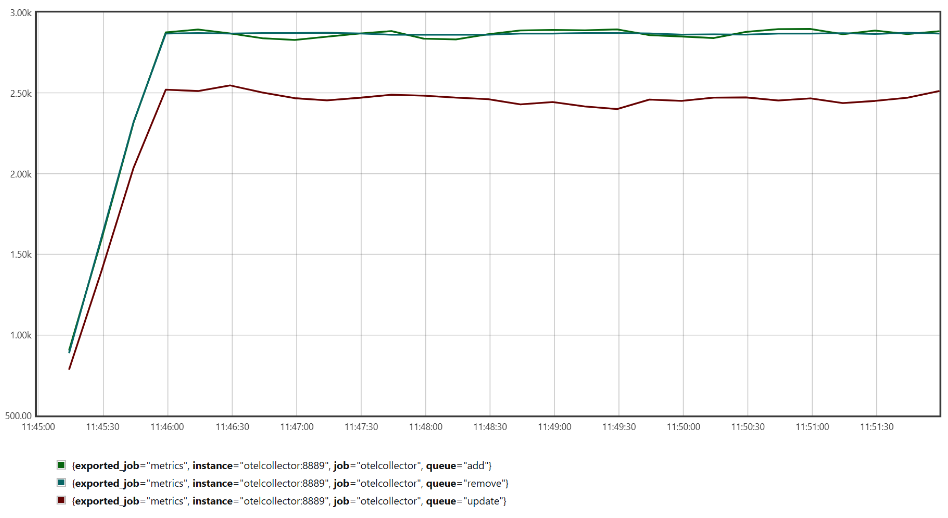 3.00k
2.50k
2.00k
1.50k
1.00k
500.00
11:45:00 11:45:30 11:46:00 11:46:30 11:47:00 11:47:30 11:48:00 11:48:30 11:49:00 11:49:30 11:50:00 11:50:30 11:51:00 11:51:30
{exported_job="metrics", instance="otelcollector:8889", job="otelcollector", queue="add"}
{exported_job="metrics", instance="otelcollector:8889", job="otelcollector", queue="remove"}
{exported_job="metrics", instance="otelcollector:8889", job="otelcollector", queue="update"}